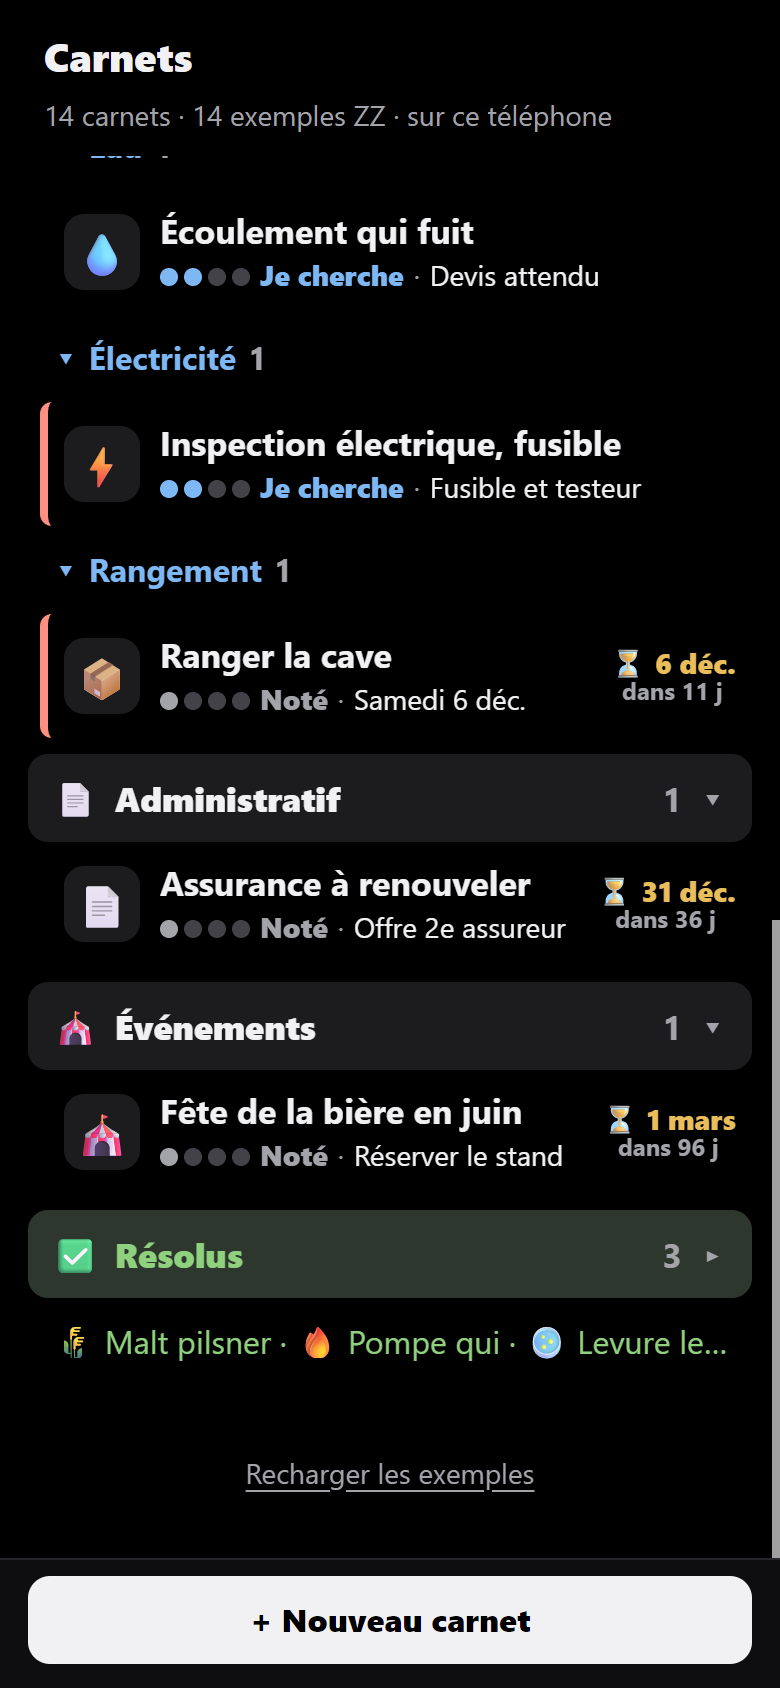 Carnets
14 carnets · 14 exemples ZZ · sur ce téléphone
Écoulement qui fuit
Je cherche · Devis attendu
Électricité 1
Inspection électrique, fusible
Je cherche · Fusible et testeur
Rangement 1
Ranger la cave
6 déc.
Noté · Samedi 6 déc.
dans 11 j
Administratif 1
Assurance à renouveler
31 déc.
Noté · Offre 2e assureur
dans 36 j
Événements 1
Fête de la bière en juin
1 mars
Noté · Réserver le stand
dans 96 j
Résolus 3
Malt pilsner · Pompe qui · Levure le...
Recharger les exemples
+ Nouveau carnet